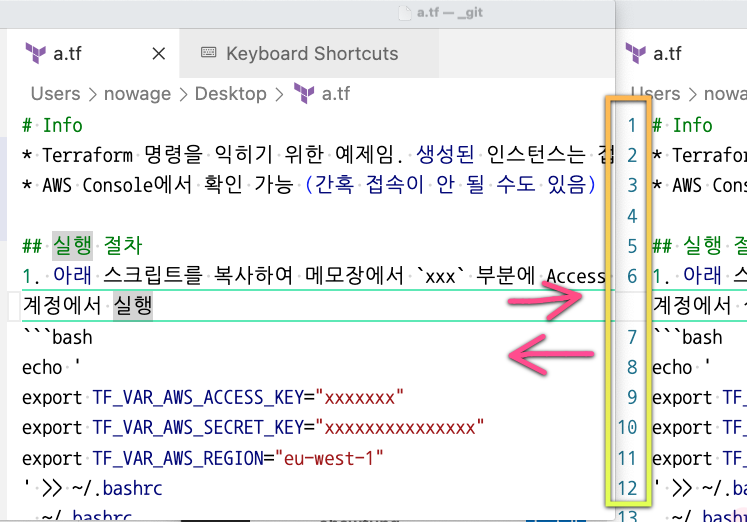 a.tf — _git
a.tf × Keyboard Shortcuts a.tf
Users > nowage > Desktop > a.tf Users > nowa
# Info 1 # Info
* Terraform 명령을 익히기 위한 예제임. 생성된 인스턴스는 접 2 * Terrafor
* AWS Console에서 확인 가능 (간혹 접속이 안 될 수도 있음) 3 * AWS Cons
4
## 실행 절차 5 ## 실행 절
1. 아래 스크립트를 복사하여 메모장에서 `xxx` 부분에 Access 6 1. 아래 스
계정에서 실행 계정에서
```bash 7 ```bash
echo ' 8 echo '
export TF_VAR_AWS_ACCESS_KEY="xxxxxxx" 9 export TF_
export TF_VAR_AWS_SECRET_KEY="xxxxxxxxxxxxxxx" 10 export TF_
export TF_VAR_AWS_REGION="eu-west-1" 11 export TF_
' >> ~/.bashrc 12 ' >> ~/.ba
. ~/.bashrc 13